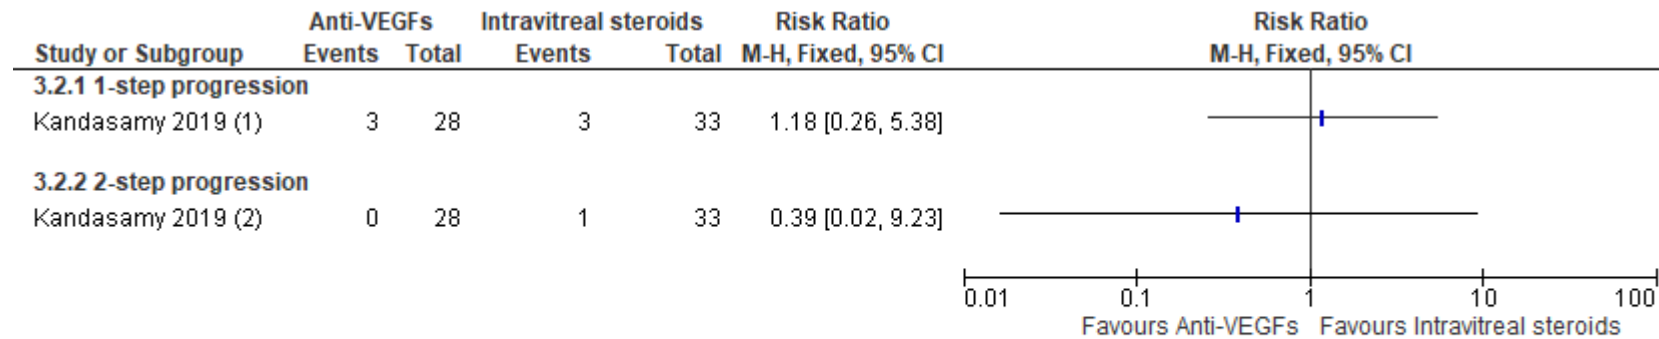 Anti-VEGFs Intravitreal steroids Risk Ratio Risk Ratio
Study or Subgroup Events Total Events Total M-H, Fixed, 95% CI M-H, Fixed, 95% CI
3.2.1 1-step progression
Kandasamy 2019 (1) 3 28 3 33 1.18 [0.26, 5.38]
3.2.2 2-step progression
Kandasamy 2019 (2) 0 28 1 33 0.39 [0.02, 9.23]
0.01 0.1 1 10 100
Favours Anti-VEGFs Favours Intravitreal steroids